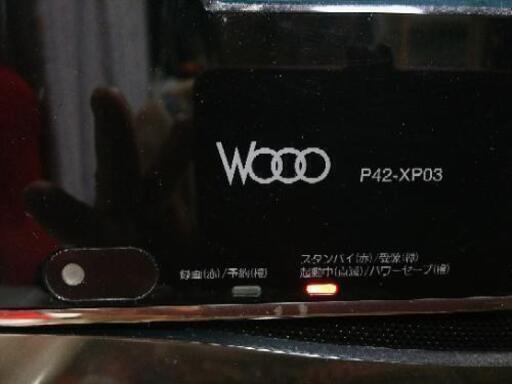 Wooo
P42-XP03
スタンバイ(赤)/受像(緑)
録画(赤)/予約(橙)
起動中(点滅)/パワーセーブ(橙)